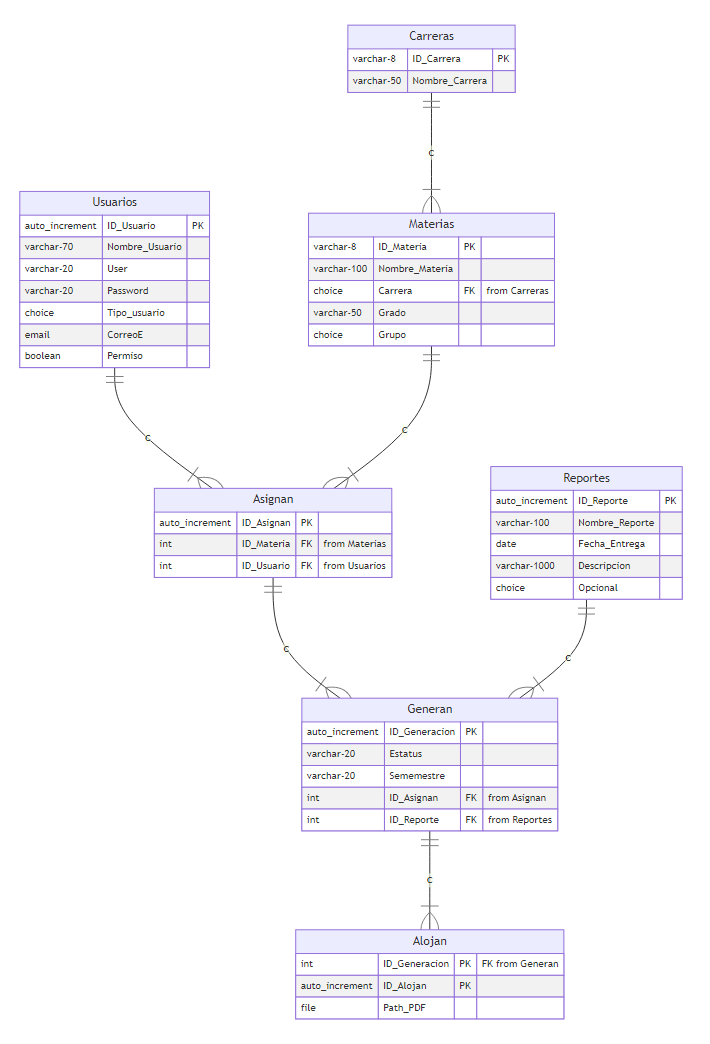 Carreras
varchar-8 ID_Carrera PK
varchar-50 Nombre_Carrera
c
Usuarios
auto_increment ID_Usuario PK
varchar-70 Nombre_Usuario
varchar-20 User
varchar-20 Password
choice Tipo_usuario
email CorreoE
boolean Permiso
Materias
varchar-8 ID_Materia PK
varchar-100 Nombre_Materia
choice Carrera FK from Carreras
varchar-50 Grado
choice Grupo
c
c
Asignan
auto_increment ID_Asignan PK
int ID_Materia FK from Materias
int ID_Usuario FK from Usuarios
Reportes
auto_increment ID_Reporte PK
varchar-100 Nombre_Reporte
date Fecha_Entrega
varchar-1000 Descripcion
choice Opcional
c
c
Generan
auto_increment ID_Generacion PK
varchar-20 Estatus
varchar-20 Sememestre
int ID_Asignan FK from Asignan
int ID_Reporte FK from Reportes
c
Alojan
int ID_Generacion PK FK from Generan
auto_increment ID_Alojan PK
file Path_PDF